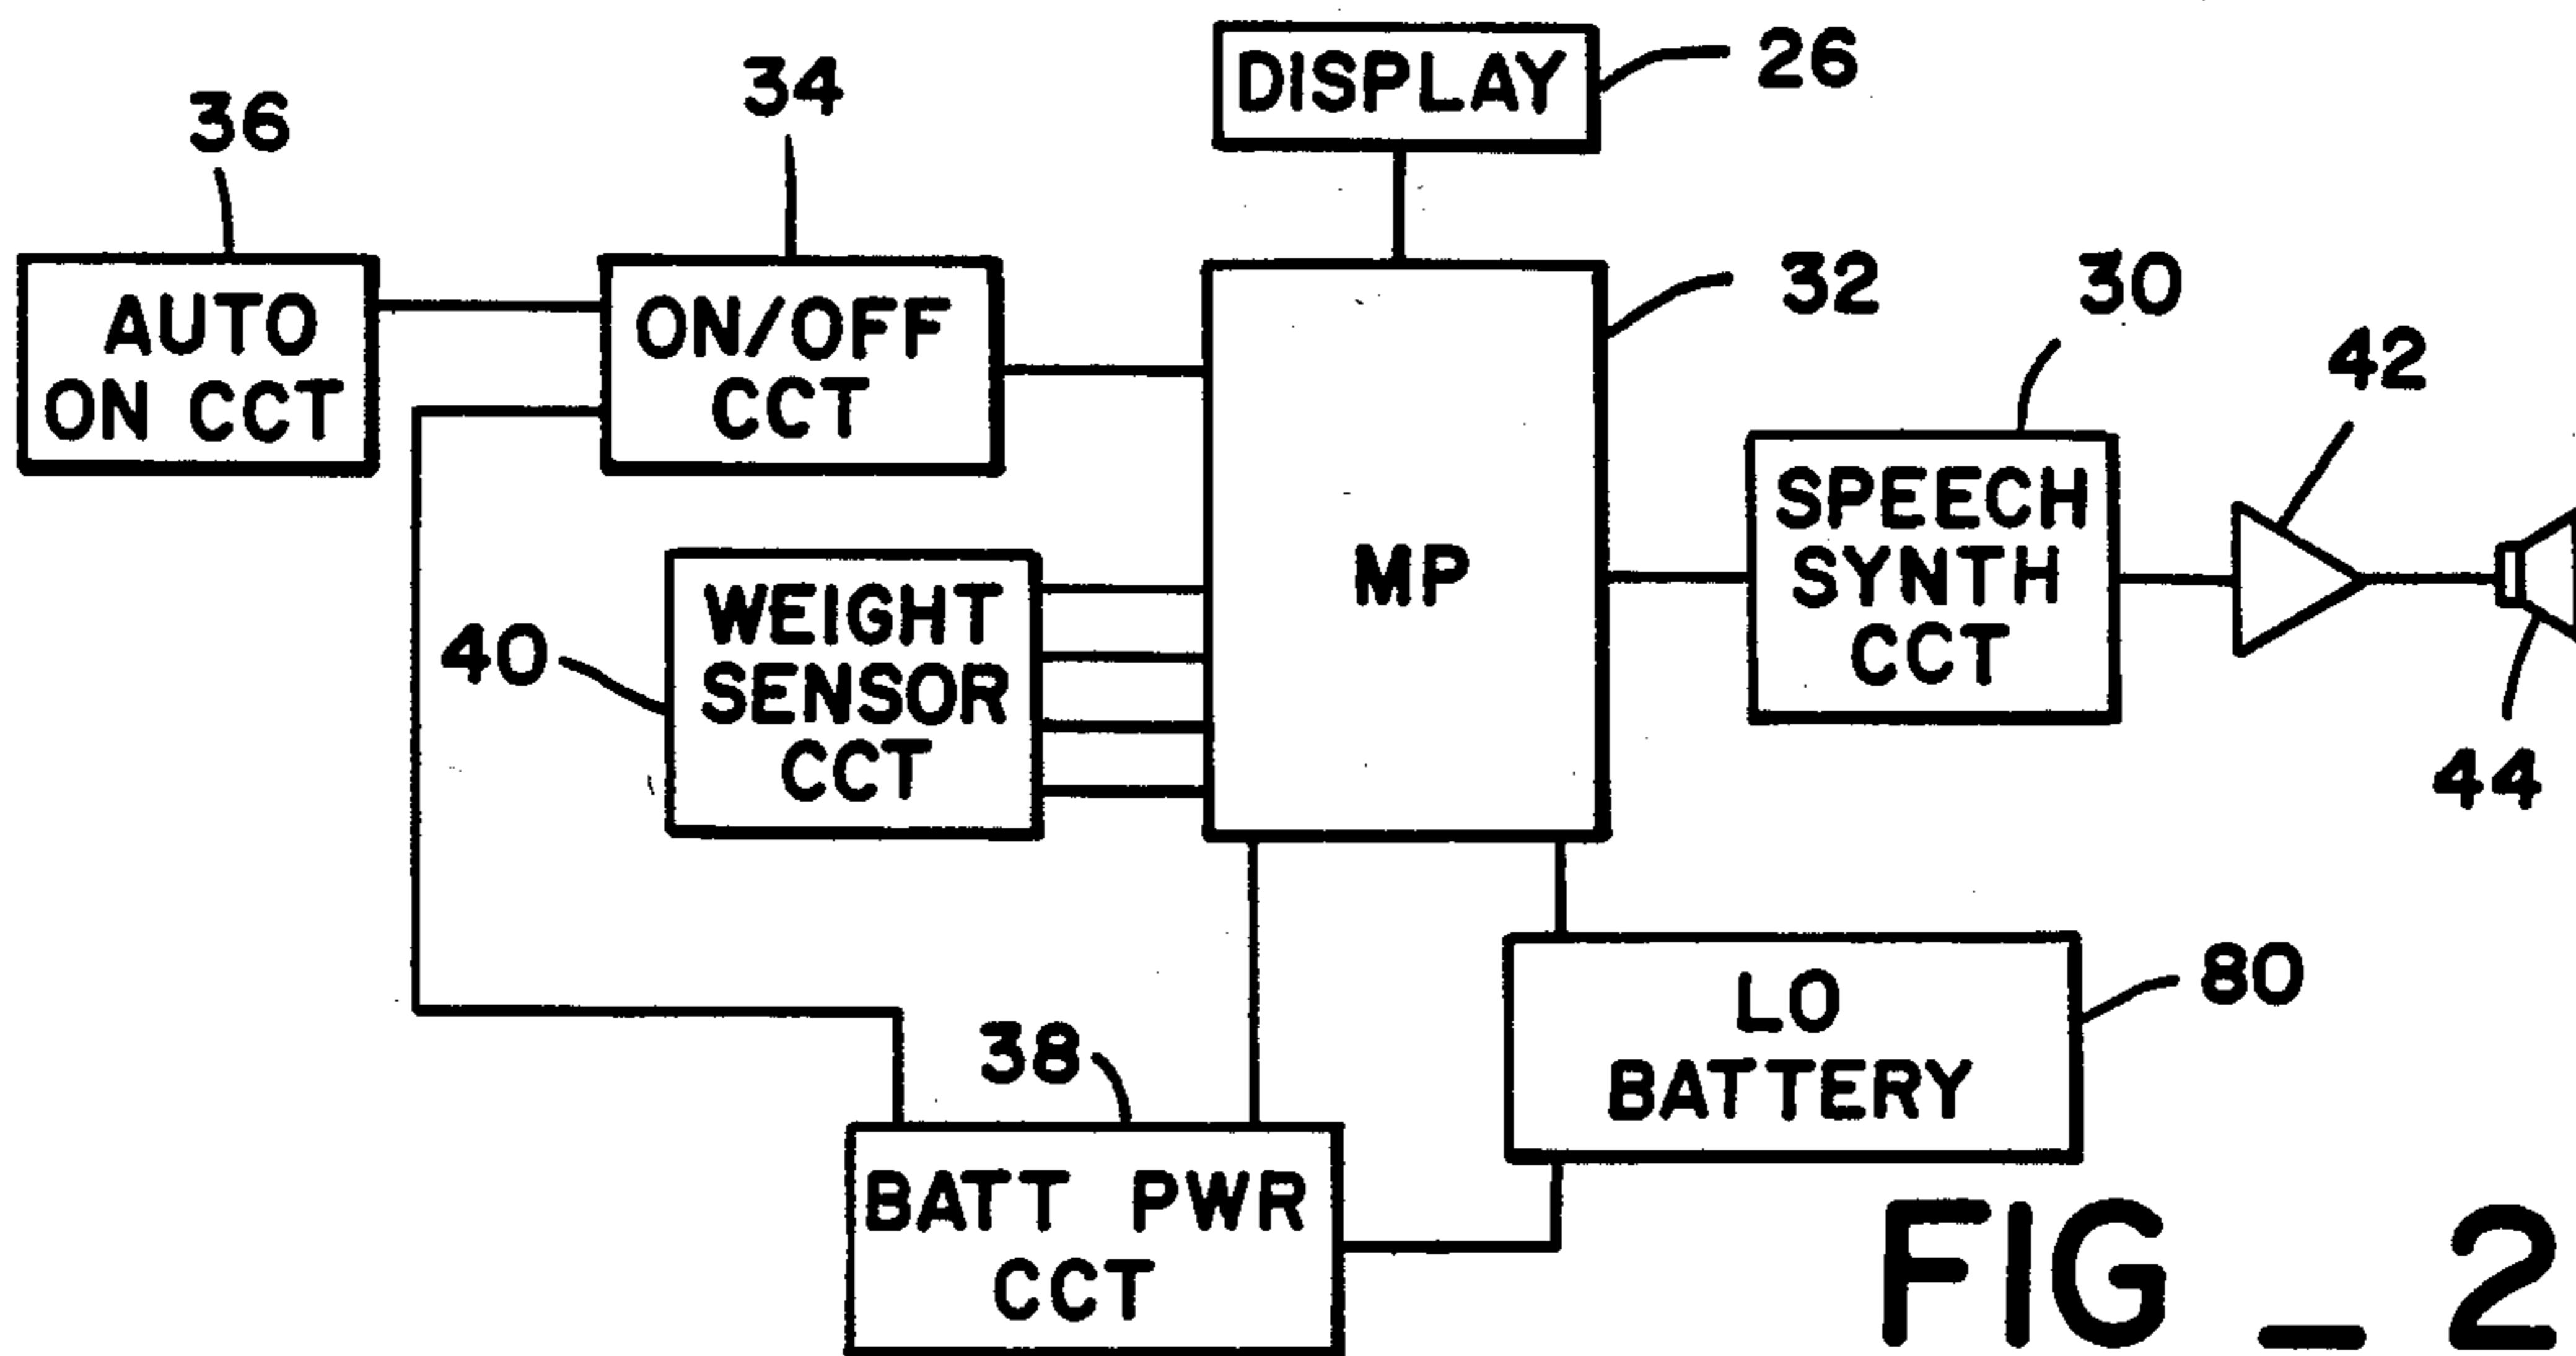 DISPLAY
26
34
36
AUTO
ON CCT
ON/OFF
CCT
32
30
42
MP
SPEECH
SYNTH
CCT
WEIGHT
SENSOR
CCT
40
44
LO
BATTERY
80
38
BATT PWR
CCT
FIG _ 2